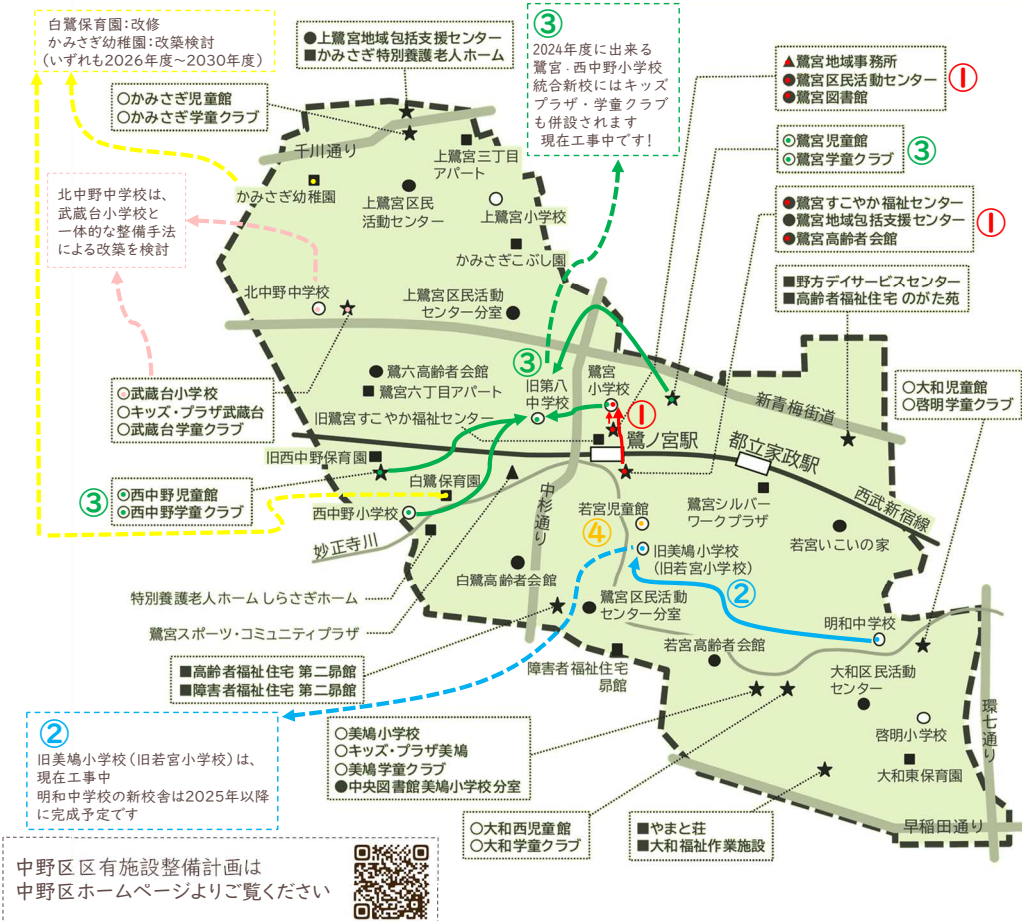 白鷺保育園:改修
かみさぎ幼稚園:改築検討
(いずれも2026年度~2030年度)
●上鷺宮地域包括支援センター
■かみさぎ特別養護老人ホーム
③
2024年度に出来る
鷺宮・西中野小学校
統合新校にはキッズ
プラザ・学童クラブ
も併設されます
現在工事中です!
▲鷺宮地域事務所
●鷺宮区民活動センター
●鷺宮図書館
①
○かみさぎ児童館
○かみさぎ学童クラブ
◎鷺宮児童館
◎鷺宮学童クラブ
③
千川通り
上鷺宮三丁目
アパート
かみさぎ幼稚園
上鷺宮区民
活動センター
上鷺宮小学校
北中野中学校は、
武蔵台小学校と
一体的な整備手法
による改築を検討
●鷺宮すこやか福祉センター
●鷺宮地域包括支援センター
●鷺宮高齢者会館
①
かみさぎこぶし園
■野方デイサービスセンター
■高齢者福祉住宅 のがた苑
北中野中学校
上鷺宮区民活動
センター分室
③
鷺六高齢者会館
鷺宮六丁目アパート
旧第八
中学校
鷺宮
小学校
①
新青梅街道
○武蔵台小学校
○キッズ・プラザ武蔵台
○武蔵台学童クラブ
○大和児童館
○啓明学童クラブ
旧鷺宮すこやか福祉センター
鷺ノ宮駅
都立家政駅
旧西中野保育園
白鷺保育園
西武新宿線
③
◎西中野児童館
◎西中野学童クラブ
西中野小学校
中杉通り
若宮児童館
④
鷺宮シルバー
ワークプラザ
若宮いこいの家
妙正寺川
旧美鳩小学校
(旧若宮小学校)
白鷺高齢者会館
特別養護老人ホームしらさぎホーム
鷺宮区民活動
センター分室
②
鷺宮スポーツ・コミュニティプラザ
明和中学校
若宮高齢者会館
■高齢者福祉住宅 第二昴館
■障害者福祉住宅 第二昴館
障害者福祉住宅
昴館
大和区民活動
センター
環七通り
②
旧美鳩小学校(旧若宮小学校)は、
現在工事中
明和中学校の新校舎は2025年以降
に完成予定です
○美鳩小学校
○キッズ・プラザ美鳩
○美鳩学童クラブ
●中央図書館美鳩小学校分室
啓明小学校
大和東保育園
○大和西児童館
○大和学童クラブ
■やまと荘
■大和福祉作業施設
早稲田通り
中野区区有施設整備計画は
中野区ホームページよりご覧ください